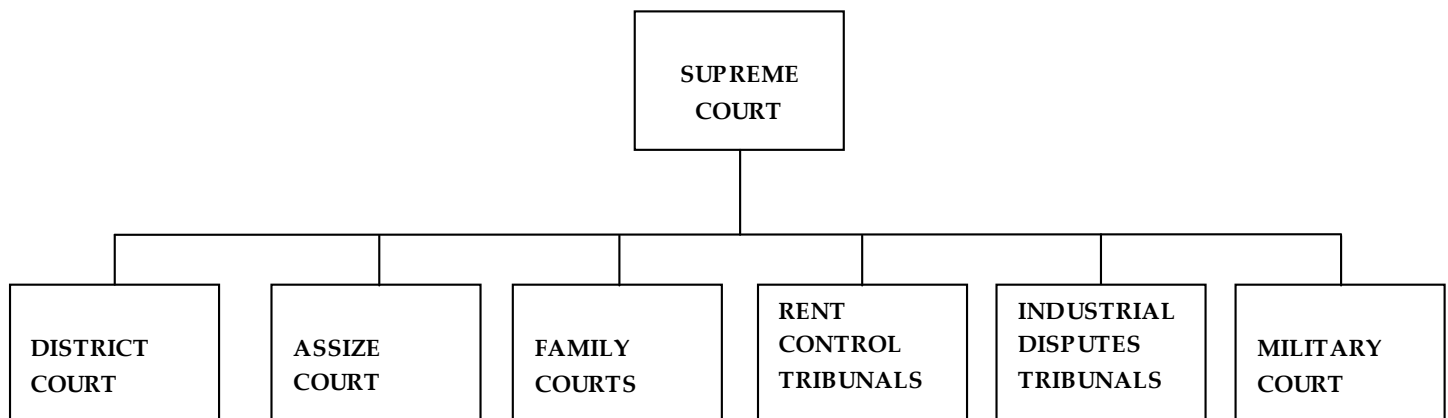 SUPREME
COURT
DISTRICT
COURT
ASSIZE
COURT
FAMILY
COURTS
RENT
CONTROL
TRIBUNALS
INDUSTRIAL
DISPUTES
TRIBUNALS
MILITARY
COURT